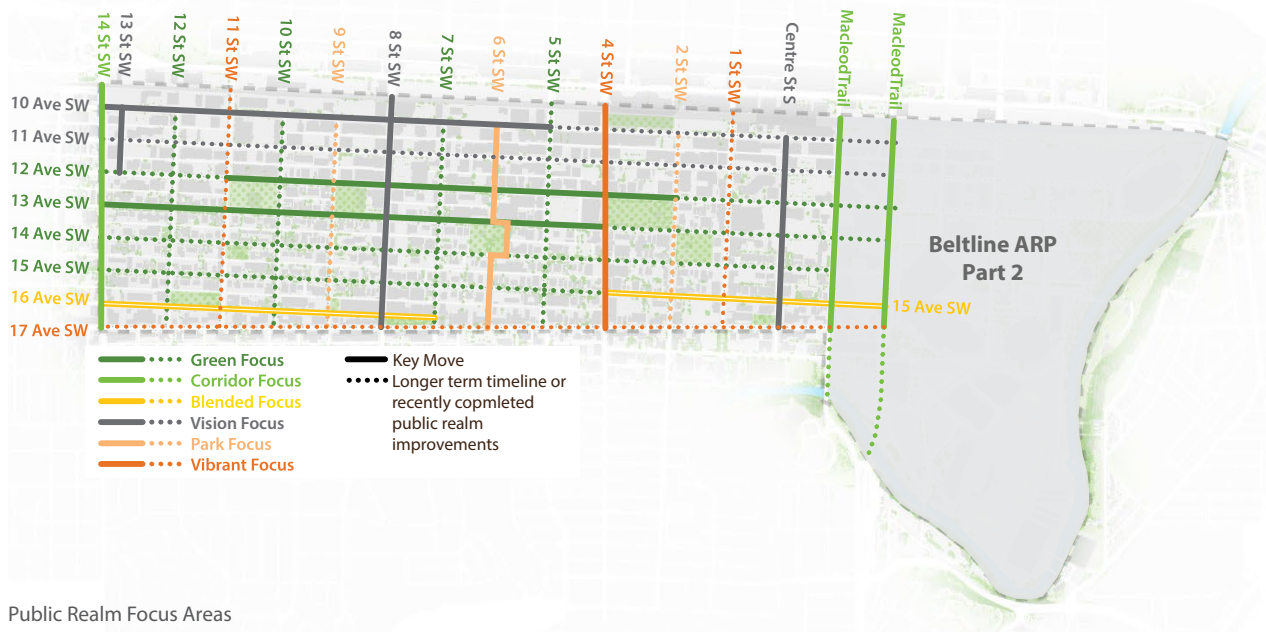 14 St SW
13 St SW
12 St SW
11 St SW
10 St SW
9 St SW
8 St SW
7 St SW
6 St SW
5 St SW
4 St SW
2 St SW
1 St SW
Centre St S
MacleodTrail
MacleodTrail
10 Ave SW
11 Ave SW
12 Ave SW
13 Ave SW
14 Ave SW
15 Ave SW
16 Ave SW
17 Ave SW
Beltline ARP
Part 2
15 Ave SW
Green Focus
Corridor Focus
Blended Focus
Vision Focus
Park Focus
Vibrant Focus
Key Move
Longer term timeline or
recently copmleted
public realm
improvements
Public Realm Focus Areas